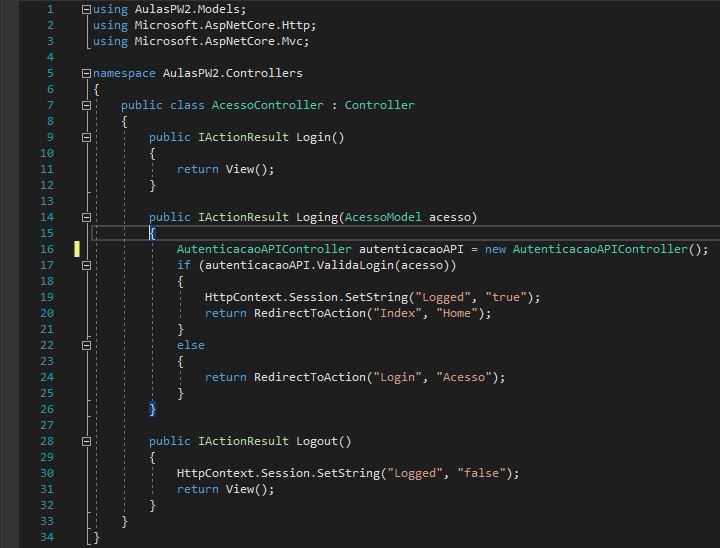 1 using AulasPW2.Models;
2 using Microsoft.AspNetCore.Http;
3 using Microsoft.AspNetCore.Mvc;
4
5 namespace AulasPW2.Controllers
6 {
7     public class AcessoController : Controller
8     {
9         public IActionResult Login()
10         {
11             return View();
12         }
13
14         public IActionResult Loging(AcessoModel acesso)
15         {
16             AutenticacaoAPIController autenticacaoAPI = new AutenticacaoAPIController();
17             if (autenticacaoAPI.ValidaLogin(acesso))
18             {
19                 HttpContext.Session.SetString("Logged", "true");
20                 return RedirectToAction("Index", "Home");
21             }
22             else
23             {
24                 return RedirectToAction("Login", "Acesso");
25             }
26         }
27
28         public IActionResult Logout()
29         {
30             HttpContext.Session.SetString("Logged", "false");
31             return View();
32         }
33     }
34 }